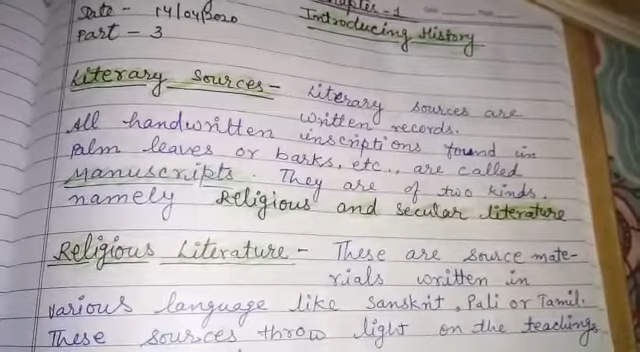 Chapter-1
Date - 14/04/2020
Introducing History
Part - 3
Literary Sources- Literary sources are
written records.
All handwritten inscriptions found in
Palm leaves or barks, etc., are called
Manuscripts. They are of two kinds,
namely Religious and secular literature
Religious Literature - These are source mate-
rials written in
various language like Sanskrit, Pali or Tamil.
These sources throw light on the teachings